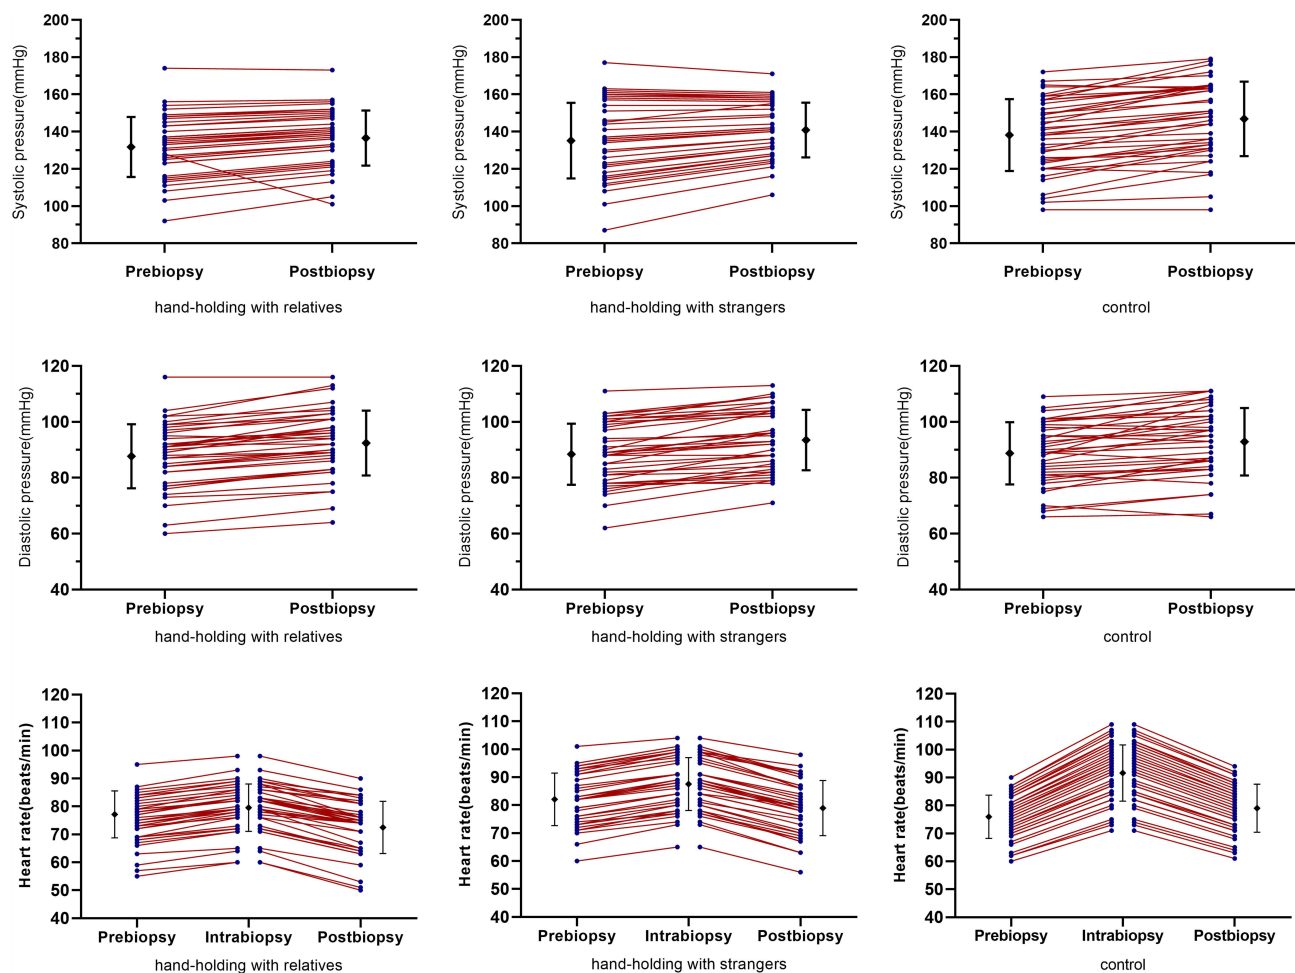 Systolic pressure(mmHg)
200
180
160
140
120
100
80
Prebiopsy Postbiopsy
hand-holding with relatives
Systolic pressure(mmHg)
200
180
160
140
120
100
80
Prebiopsy Postbiopsy
hand-holding with strangers
Systolic pressure(mmHg)
200
180
160
140
120
100
80
Prebiopsy Postbiopsy
control
Diastolic pressure(mmHg)
120
100
80
60
40
Prebiopsy Postbiopsy
hand-holding with relatives
Diastolic pressure(mmHg)
120
100
80
60
40
Prebiopsy Postbiopsy
hand-holding with strangers
Diastolic pressure(mmHg)
120
100
80
60
40
Prebiopsy Postbiopsy
control
Heart rate(beats/min)
120
110
100
90
80
70
60
50
40
Prebiopsy Intrabiopsy Postbiopsy
hand-holding with relatives
Heart rate(beats/min)
120
110
100
90
80
70
60
50
40
Prebiopsy Intrabiopsy Postbiopsy
hand-holding with strangers
Heart rate(beats/min)
120
110
100
90
80
70
60
50
40
Prebiopsy Intrabiopsy Postbiopsy
control